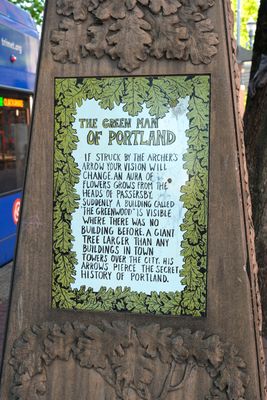 trimet.org
THE GREEN MAN
OF PORTLAND
IF STRUCK BY THE ARCHER'S
ARROW YOUR VISION WILL
CHANGE. AN AURA OF
FLOWERS GROWS FROM THE
HEADS OF PASSERSBY.
SUDDENLY A BUILDING CALLED
"THE GREENWOOD" IS VISIBLE
WHERE THERE WAS NO
BUILDING BEFORE. A GIANT
TREE LARGER THAN ANY
BUILDINGS IN TOWN
TOWERS OVER THE CITY. HIS
ARROWS PIERCE THE SECRET
HISTORY OF PORTLAND.